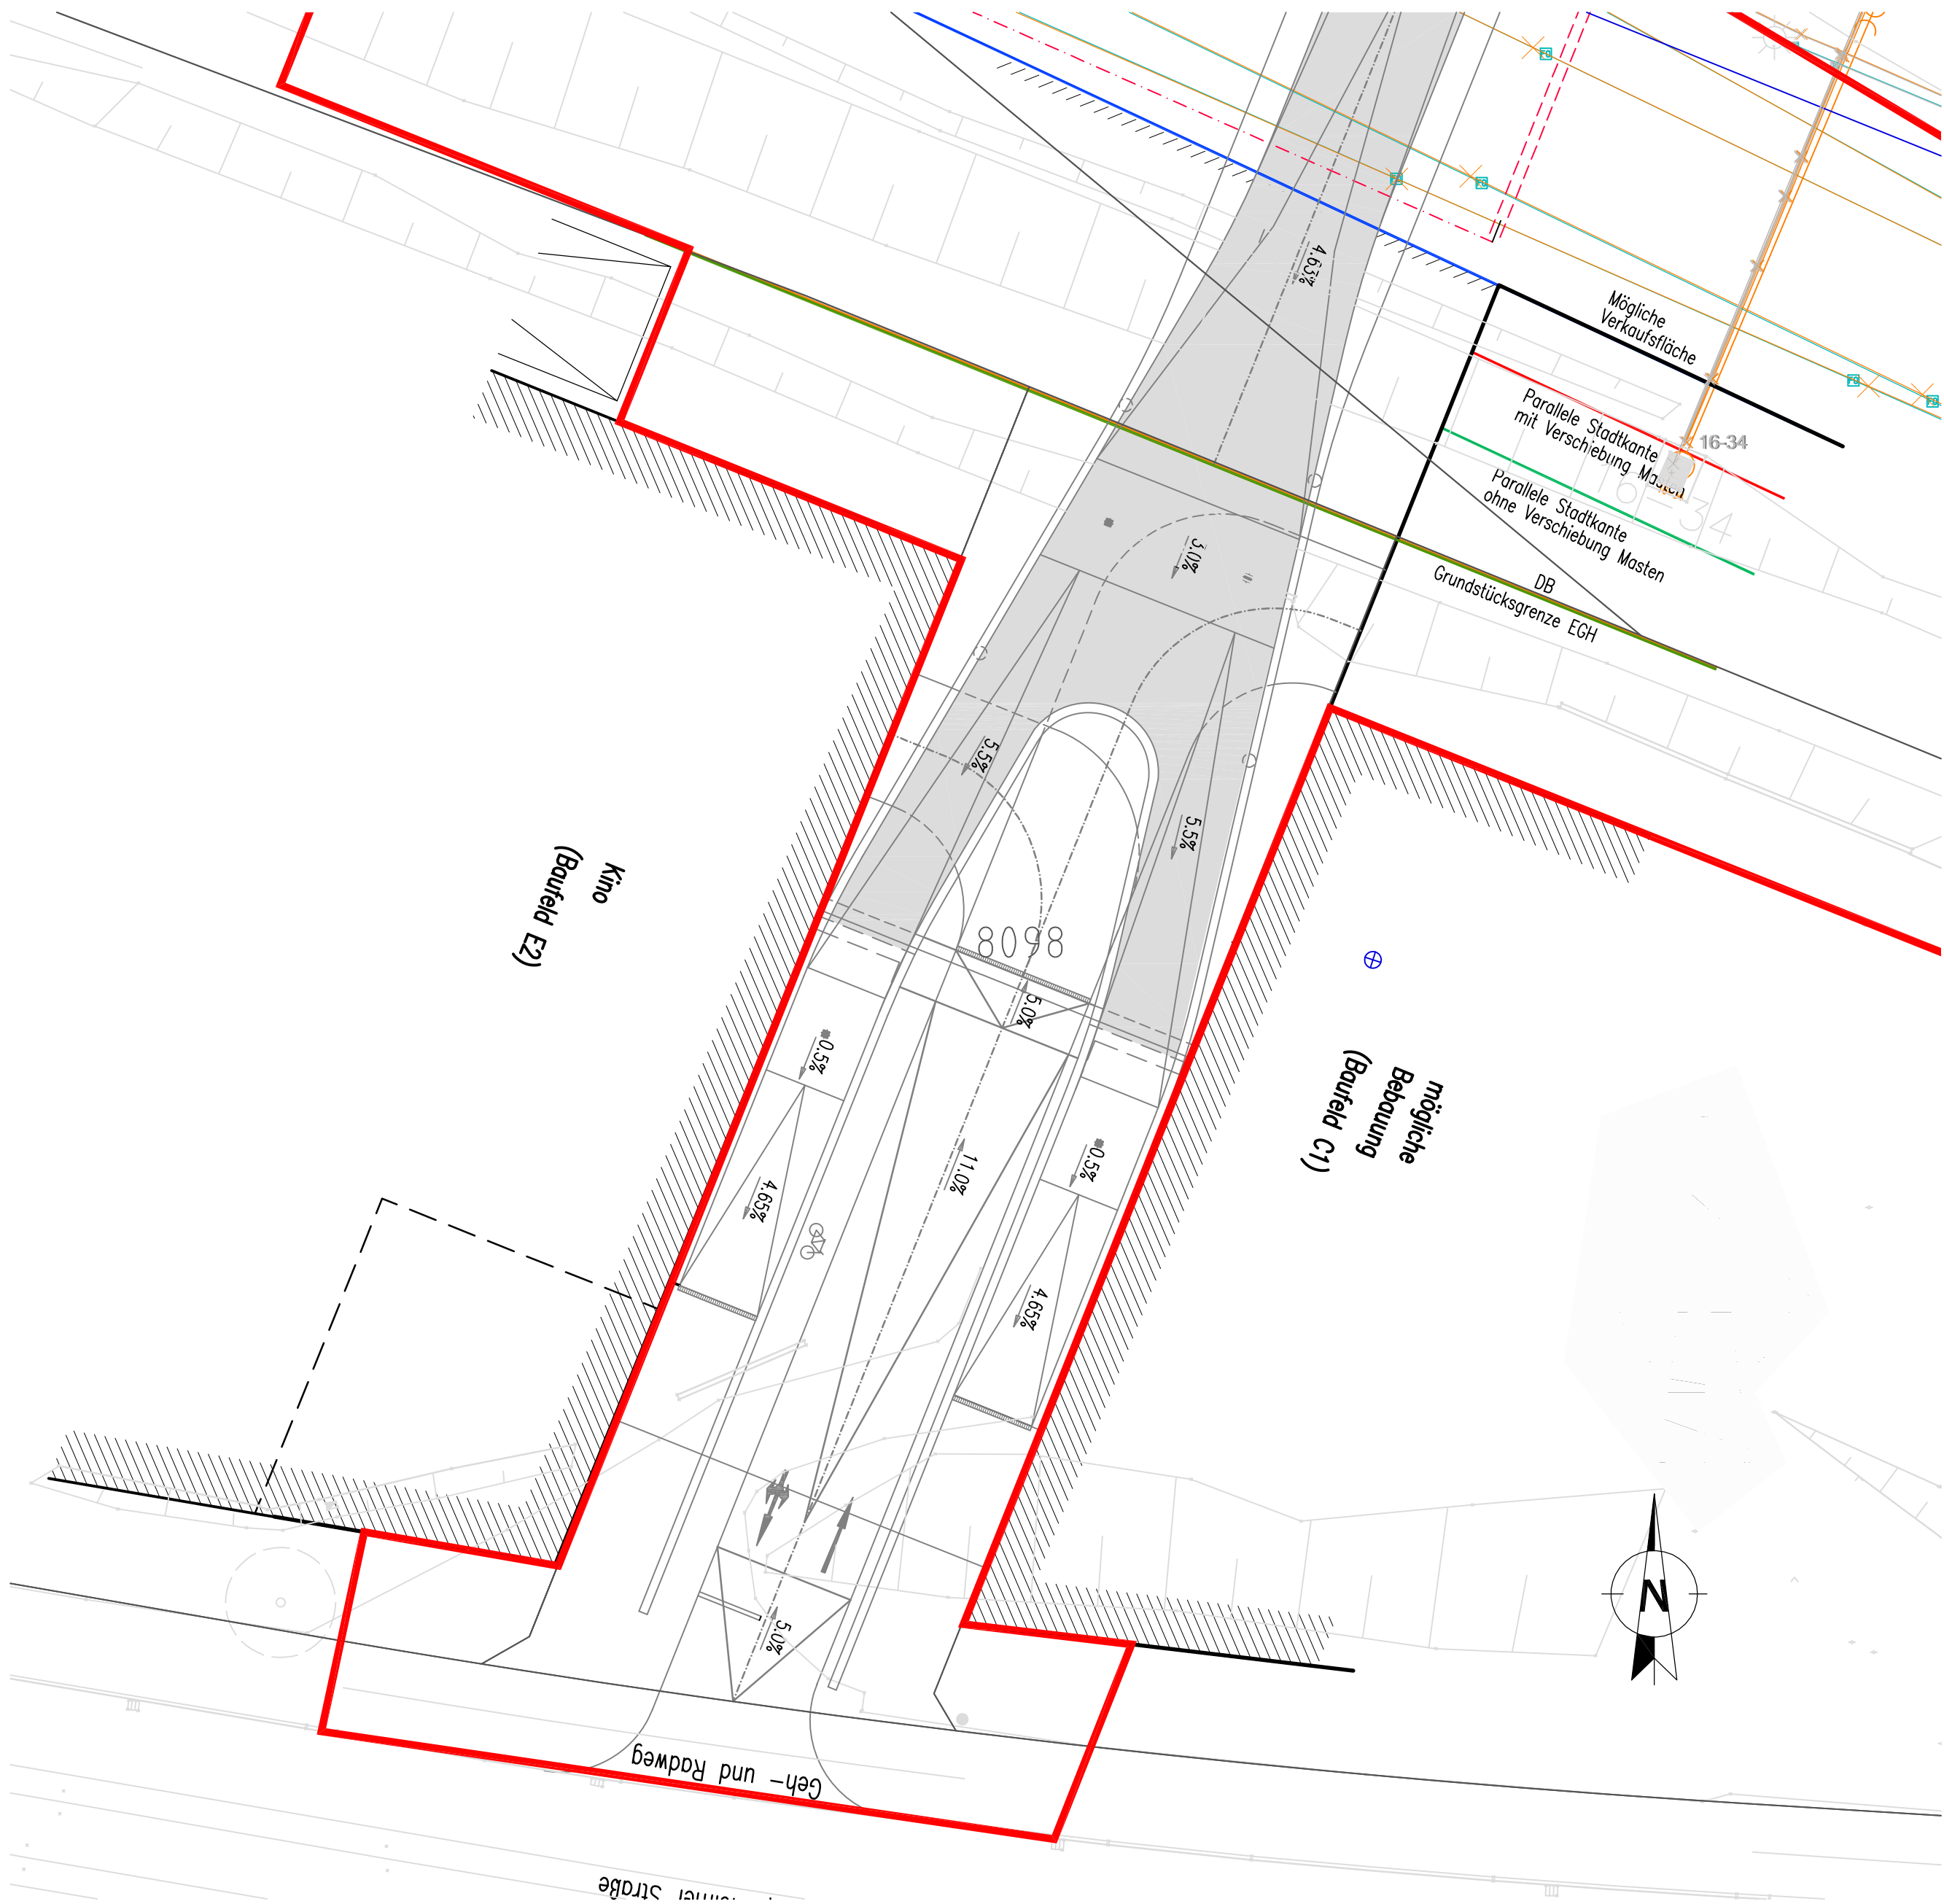 4.63%
Mögliche
Verkaufsfläche
Parallele Stadtkante
mit Verschiebung Masten
16-34
Parallele Stadtkante
ohne Verschiebung Masten
DB
Grundstücksgrenze EGH
3.0%
5.5%
5.5%
Kino
(Baufeld E2)
8098
5.0%
0.5%
0.5%
mögliche
Bebauung
(Baufeld C1)
11.0%
4.65%
4.65%
5.0%
N
Geh- und Radweg
Straße